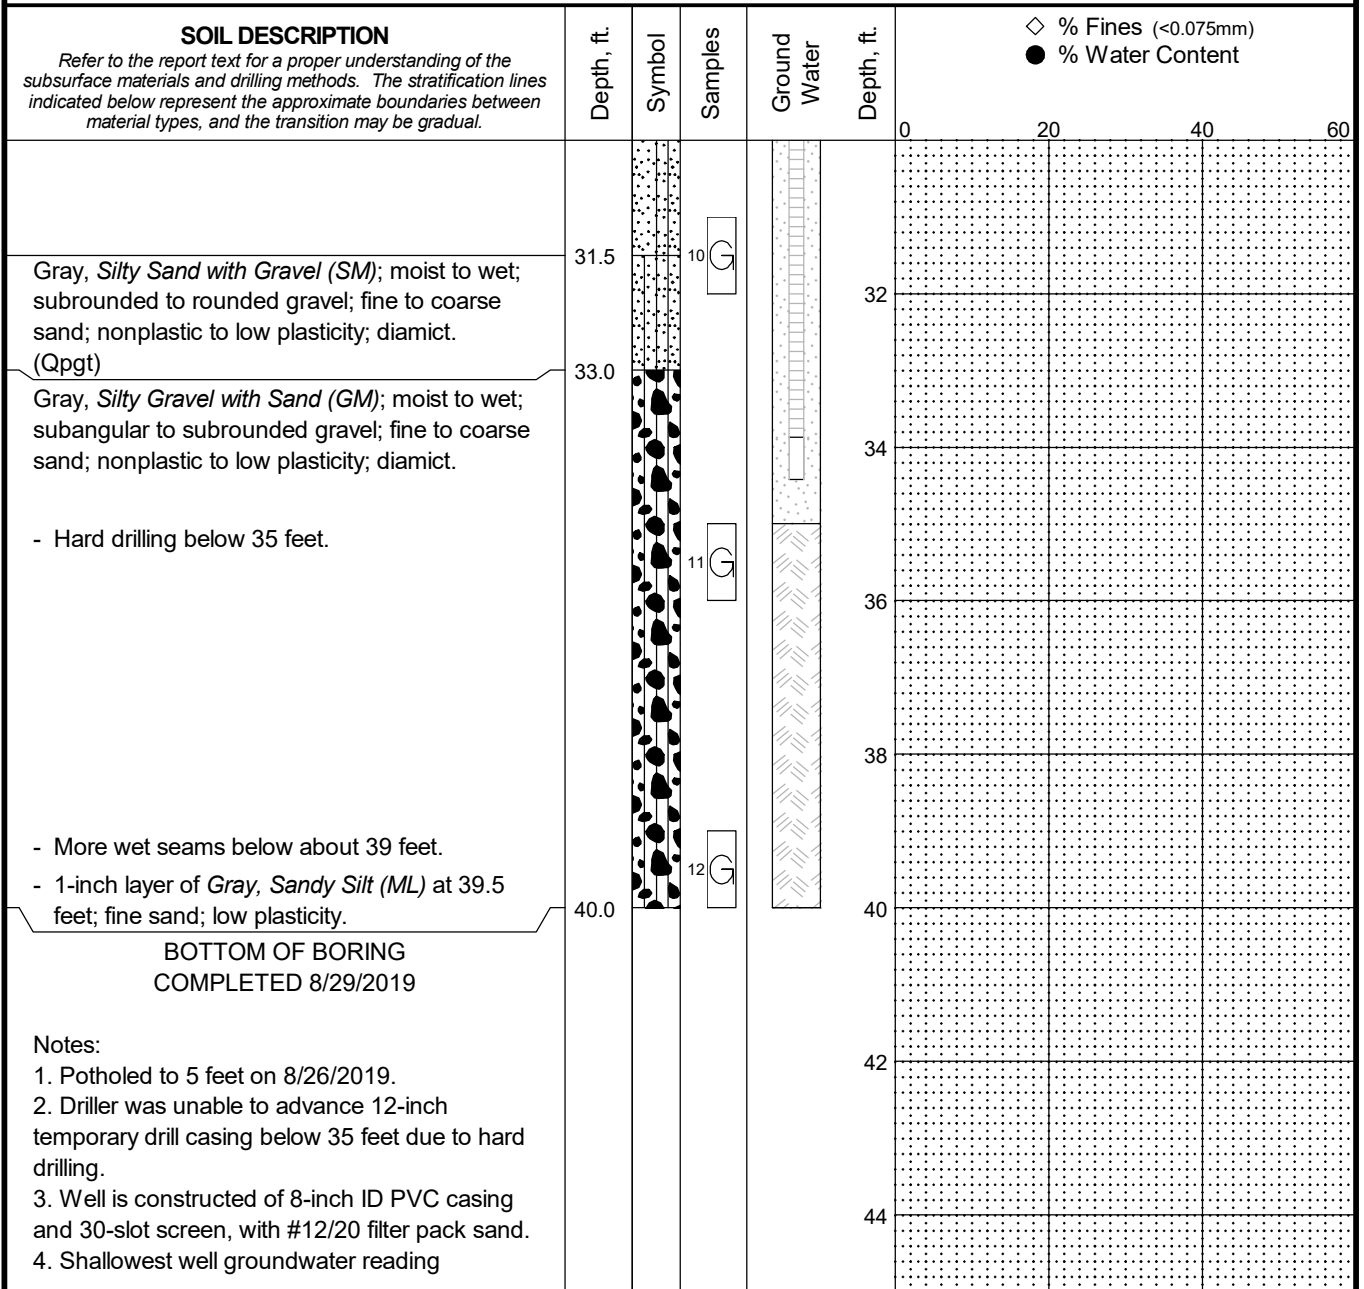 SOIL DESCRIPTION
Refer to the report text for a proper understanding of the
subsurface materials and drilling methods. The stratification lines
indicated below represent the approximate boundaries between
material types, and the transition may be gradual.
Depth, ft.
Symbol
Samples
Ground
Water
Depth, ft.
◇ % Fines (<0.075mm)
● % Water Content
0 20 40 60
31.5
10 G
Gray, Silty Sand with Gravel (SM); moist to wet;
subrounded to rounded gravel; fine to coarse
sand; nonplastic to low plasticity; diamict.
(Qpgt)
32
33.0
Gray, Silty Gravel with Sand (GM); moist to wet;
subangular to subrounded gravel; fine to coarse
sand; nonplastic to low plasticity; diamict.
34
- Hard drilling below 35 feet.
11 G
36
38
- More wet seams below about 39 feet.
- 1-inch layer of Gray, Sandy Silt (ML) at 39.5
feet; fine sand; low plasticity.
12 G
40.0
40
BOTTOM OF BORING
COMPLETED 8/29/2019
Notes:
1. Potholed to 5 feet on 8/26/2019.
2. Driller was unable to advance 12-inch
temporary drill casing below 35 feet due to hard
drilling.
3. Well is constructed of 8-inch ID PVC casing
and 30-slot screen, with #12/20 filter pack sand.
4. Shallowest well groundwater reading
42
44